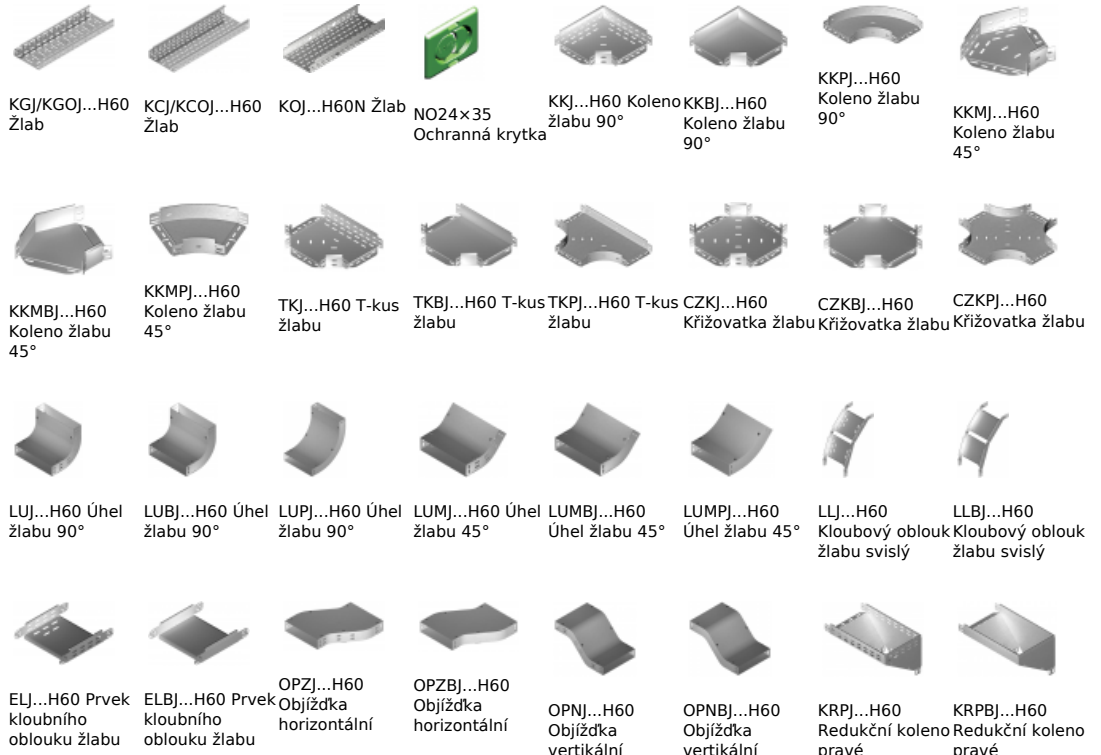 KGJ/KGOJ...H60
Žlab
KCJ/KCOJ...H60
Žlab
KOJ...H60N Žlab
NO24×35
Ochranná krytka
KKJ...H60 Koleno
žlabu 90°
KKBJ...H60
Koleno žlabu
90°
KKPJ...H60
Koleno žlabu
90°
KKMJ...H60
Koleno žlabu
45°
KKMBJ...H60
Koleno žlabu
45°
KKMPJ...H60
Koleno žlabu
45°
TKJ...H60 T-kus
žlabu
TKBJ...H60 T-kus
žlabu
TKPJ...H60 T-kus
žlabu
CZKJ...H60
Křižovatka žlabu
CZKBJ...H60
Křižovatka žlabu
CZKPJ...H60
Křižovatka žlabu
LUJ...H60 Úhel
žlabu 90°
LUBJ...H60 Úhel
žlabu 90°
LUPJ...H60 Úhel
žlabu 90°
LUMJ...H60 Úhel
žlabu 45°
LUMBJ...H60
Úhel žlabu 45°
LUMPJ...H60
Úhel žlabu 45°
LLJ...H60
Kloubový oblouk
žlabu svislý
LLBJ...H60
Kloubový oblouk
žlabu svislý
ELJ...H60 Prvek
kloubního
oblouku žlabu
ELBJ...H60 Prvek
kloubního
oblouku žlabu
OPZJ...H60
Objížďka
horizontální
OPZBJ...H60
Objížďka
horizontální
OPNJ...H60
Objížďka
vertikální
OPNBJ...H60
Objížďka
vertikální
KRPJ...H60
Redukční koleno
pravé
KRPBJ...H60
Redukční koleno
pravé